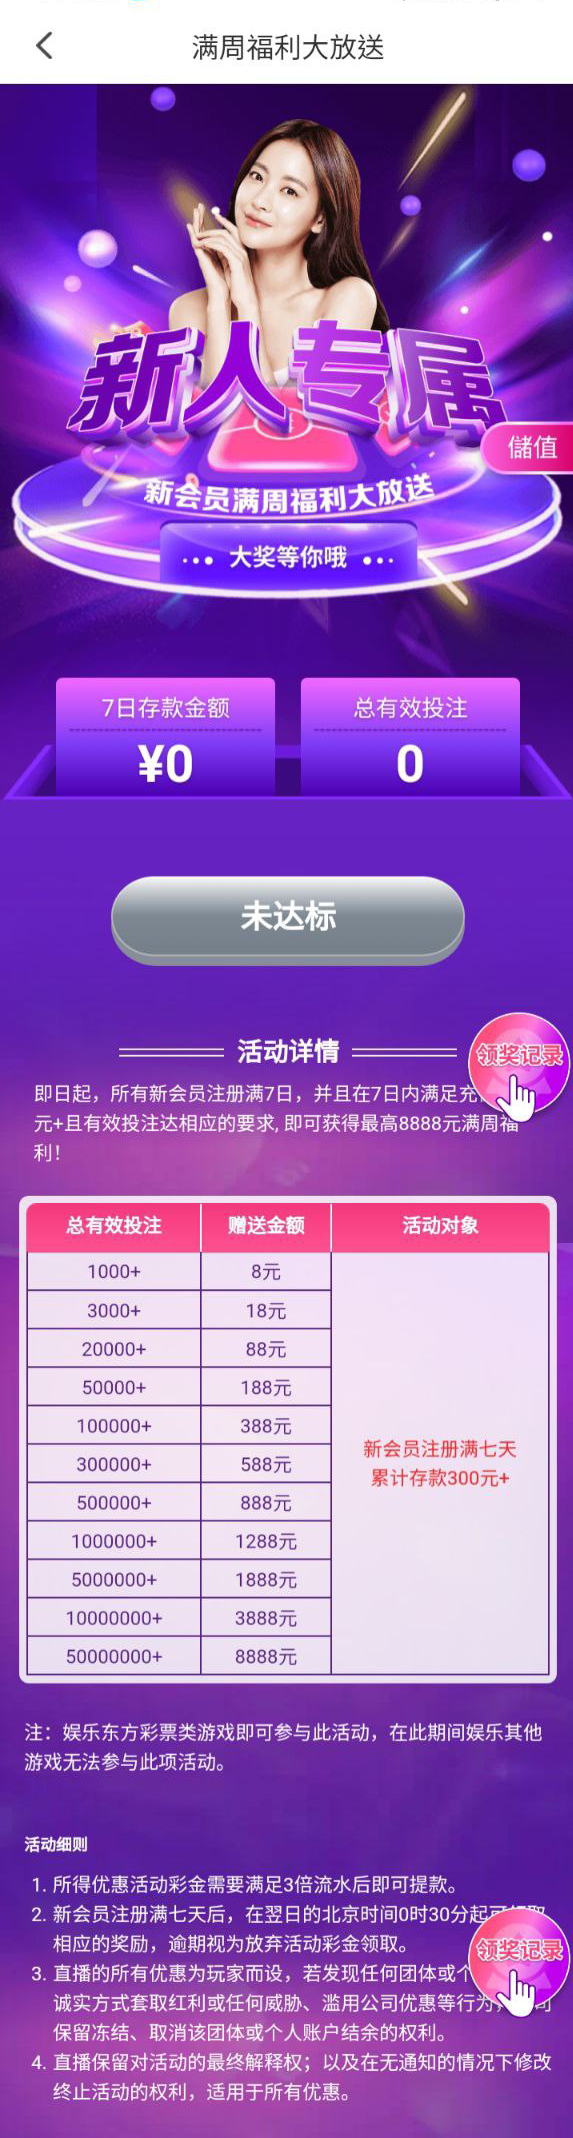 满周福利大放送
新人专属
儲值
新会员满周福利大放送
大奖等你哦
7日存款金额
总有效投注
¥0
0
未达标
活动详情
领奖记录
即日起，所有新会员注册满7日，并且在7日内满足充
元+且有效投注达相应的要求, 即可获得最高8888元满周福
利！
总有效投注 赠送金额 活动对象
1000+ 8元
3000+ 18元
20000+ 88元
50000+ 188元
100000+ 388元
300000+ 588元
500000+ 888元
1000000+ 1288元
5000000+ 1888元
10000000+ 3888元
50000000+ 8888元
新会员注册满七天
累计存款300元+
注：娱乐东方彩票类游戏即可参与此活动，在此期间娱乐其他
游戏无法参与此项活动。
活动细则
1. 所得优惠活动彩金需要满足3倍流水后即可提款。
2. 新会员注册满七天后，在翌日的北京时间0时30分起可领取
相应的奖励，逾期视为放弃活动彩金领取。
领奖记录
3. 直播的所有优惠为玩家而设，若发现任何团体或个
诚实方式套取红利或任何威胁、滥用公司优惠等行为，
保留冻结、取消该团体或个人账户结余的权利。
4. 直播保留对活动的最终解释权；以及在无通知的情况下修改
终止活动的权利，适用于所有优惠。